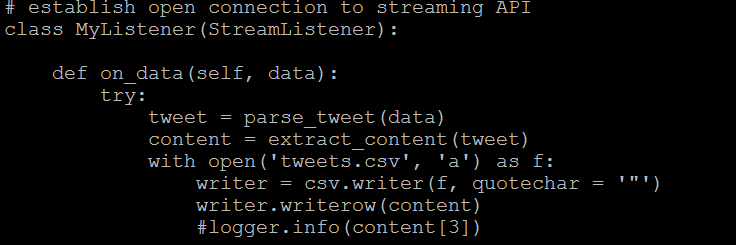 # establish open connection to streaming API
class MyListener(StreamListener):
    def on_data(self, data):
        try:
            tweet = parse_tweet(data)
            content = extract_content(tweet)
            with open('tweets.csv', 'a') as f:
                writer = csv.writer(f, quotechar = '"')
                writer.writerow(content)
                #logger.info(content[3])